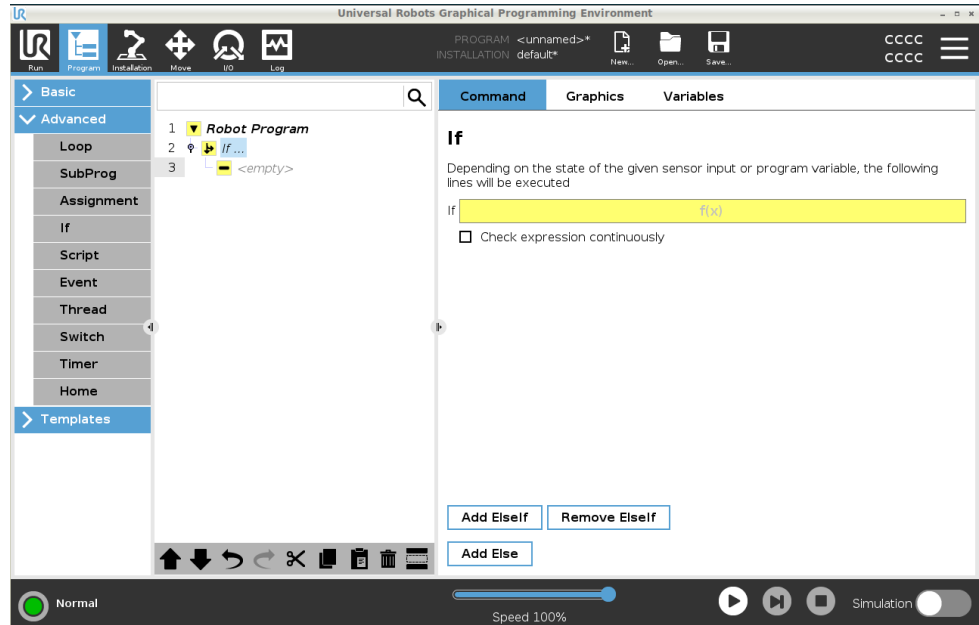 UR Universal Robots Graphical Programming Environment
UR PROGRAM <unnamed>* CCCC
INSTALLATION default* CCCC
Run Program Installation Move I/O Log New... Open... Save...
Basic Command Graphics Variables
Advanced
Loop
SubProg
Assignment
If
Script
Event
Thread
Switch
Timer
Home
Templates
1 Robot Program
2 If ...
3 <empty>
If
Depending on the state of the given sensor input or program variable, the following
lines will be executed
If f(x)
Check expression continuously
Add ElseIf Remove ElseIf
Add Else
Normal Speed 100% Simulation